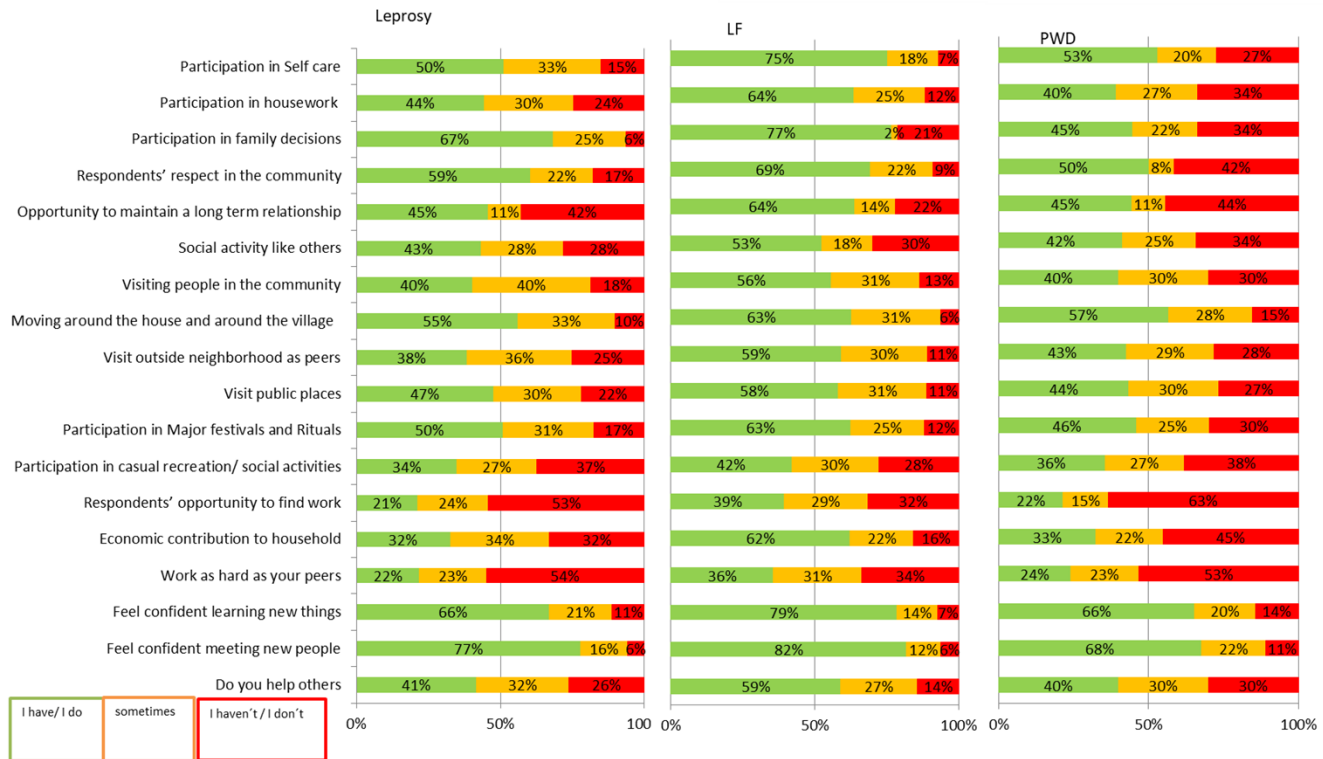 Leprosy LF PWD
Participation in Self care 50% 33% 15% 75% 18% 7% 53% 20% 27%
Participation in housework 44% 30% 24% 64% 25% 12% 40% 27% 34%
Participation in family decisions 67% 25% 6% 77% 2% 21% 45% 22% 34%
Respondents’ respect in the community 59% 22% 17% 69% 22% 9% 50% 8% 42%
Opportunity to maintain a long term relationship 45% 11% 42% 64% 14% 22% 45% 11% 44%
Social activity like others 43% 28% 28% 53% 18% 30% 42% 25% 34%
Visiting people in the community 40% 40% 18% 56% 31% 13% 40% 30% 30%
Moving around the house and around the village 55% 33% 10% 63% 31% 6% 57% 28% 15%
Visit outside neighborhood as peers 38% 36% 25% 59% 30% 11% 43% 29% 28%
Visit public places 47% 30% 22% 58% 31% 11% 44% 30% 27%
Participation in Major festivals and Rituals 50% 31% 17% 63% 25% 12% 46% 25% 30%
Participation in casual recreation/ social activities 34% 27% 37% 42% 30% 28% 36% 27% 38%
Respondents’ opportunity to find work 21% 24% 53% 39% 29% 32% 22% 15% 63%
Economic contribution to household 32% 34% 32% 62% 22% 16% 33% 22% 45%
Work as hard as your peers 22% 23% 54% 36% 31% 34% 24% 23% 53%
Feel confident learning new things 66% 21% 11% 79% 14% 7% 66% 20% 14%
Feel confident meeting new people 77% 16% 6% 82% 12% 6% 68% 22% 11%
Do you help others 41% 32% 26% 59% 27% 14% 40% 30% 30%
I have/ I do sometimes I haven´t / I don´t
0% 50% 100 0% 50% 100% 0% 50% 100%